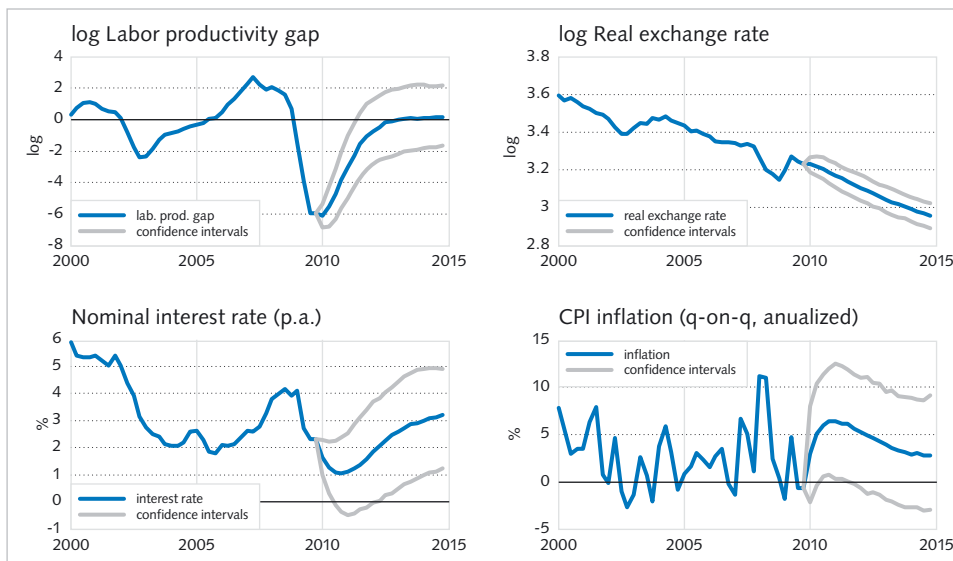 log Labor productivity gap
4
2
0
-2
-4
-6
-8
log
lab. prod. gap
confidence intervals
2000 2005 2010 2015
log Real exchange rate
3.8
3.6
3.4
3.2
3
2.8
log
real exchange rate
confidence intervals
2000 2005 2010 2015
Nominal interest rate (p.a.)
6
5
4
3
2
1
0
-1
%
interest rate
confidence intervals
2000 2005 2010 2015
CPI inflation (q-on-q, anualized)
15
10
5
0
-5
%
inflation
confidence intervals
2000 2005 2010 2015